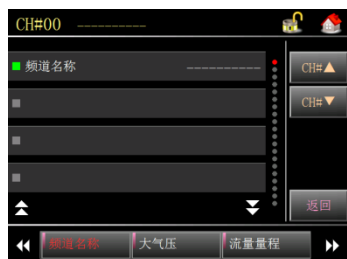 CH#00 ----------
频道名称 ----------
CH#▲
CH#▼
返回
频道名称 大气压 流量量程